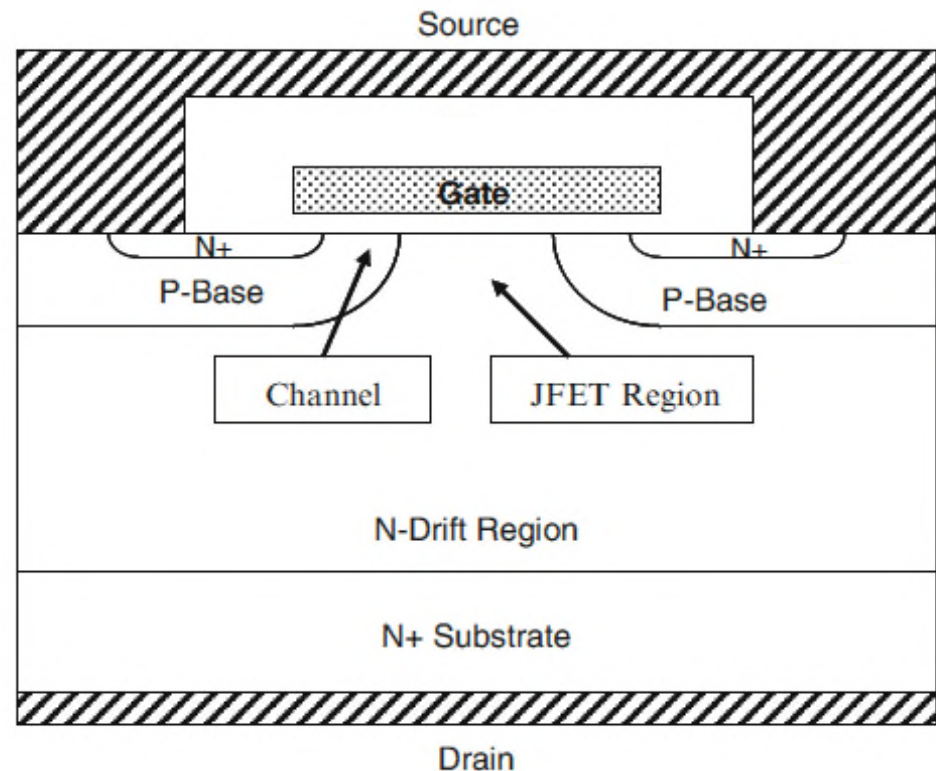 Source
Gate
N+
N+
P-Base
P-Base
Channel
JFET Region
N-Drift Region
N+ Substrate
Drain